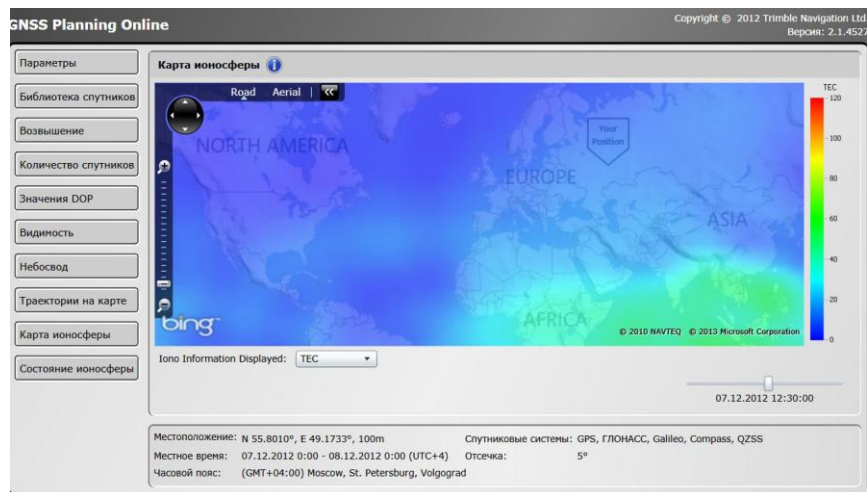 GNSS Planning Online
Copyright © 2012 Trimble Navigation Ltd.
Версия: 2.1.4527
Параметры
Библиотека спутников
Возвышение
Количество спутников
Значения DOP
Видимость
Небосвод
Траектории на карте
Карта ионосферы
Состояние ионосферы
Карта ионосферы
Road Aerial
NORTH AMERICA
EUROPE
Your
Position
ASIA
AFRICA
bing
© 2010 NAVTEQ © 2013 Microsoft Corporation
TEC
120
100
80
60
40
20
0
Iono Information Displayed: TEC
07.12.2012 12:30:00
Местоположение: N 55.8010°, E 49.1733°, 100m Спутниковые системы: GPS, ГЛОНАСС, Galileo, Compass, QZSS
Местное время: 07.12.2012 0:00 - 08.12.2012 0:00 (UTC+4) Отсечка: 5°
Часовой пояс: (GMT+04:00) Moscow, St. Petersburg, Volgograd